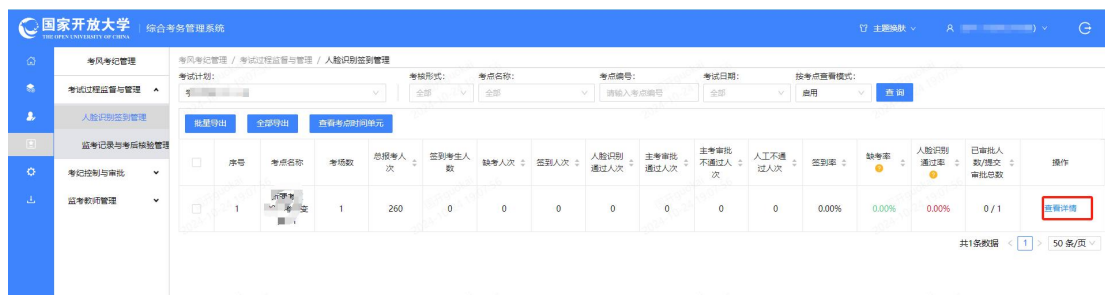 国家开放大学 综合考务管理系统 主题换肤
THE OPEN UNIVERSITY OF CHINA
考风考纪管理
考试过程监督与管理
人脸识别签到管理
监考记录与考后核验管理
考纪控制与审批
监考教师管理
考风考纪管理 / 考试过程监督与管理 / 人脸识别签到管理
考试计划: 考核形式: 考点名称: 考点编号: 考试日期: 按考点查看模式:
全部 全部 请输入考点编号 全部 启用 查询
批量导出 全部导出 查看考点时间单元
序号 考点名称 考场数 总报考人次 签到考生人数 缺考人次 签到人次 人脸识别通过人次 主考审批通过人次 主考审批不通过人次 人工不通过人次 签到率 缺考率 人脸识别通过率 已审批人数/提交审批总数 操作
1 1 260 0 0 0 0 0 0 0 0.00% 0.00% 0.00% 0 / 1 查看详情
共1条数据 < 1 > 50 条/页